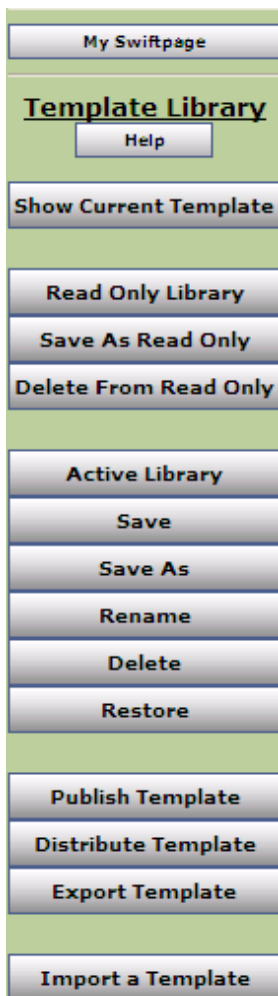 My Swiftpage
Template Library
Help
Show Current Template
Read Only Library
Save As Read Only
Delete From Read Only
Active Library
Save
Save As
Rename
Delete
Restore
Publish Template
Distribute Template
Export Template
Import a Template